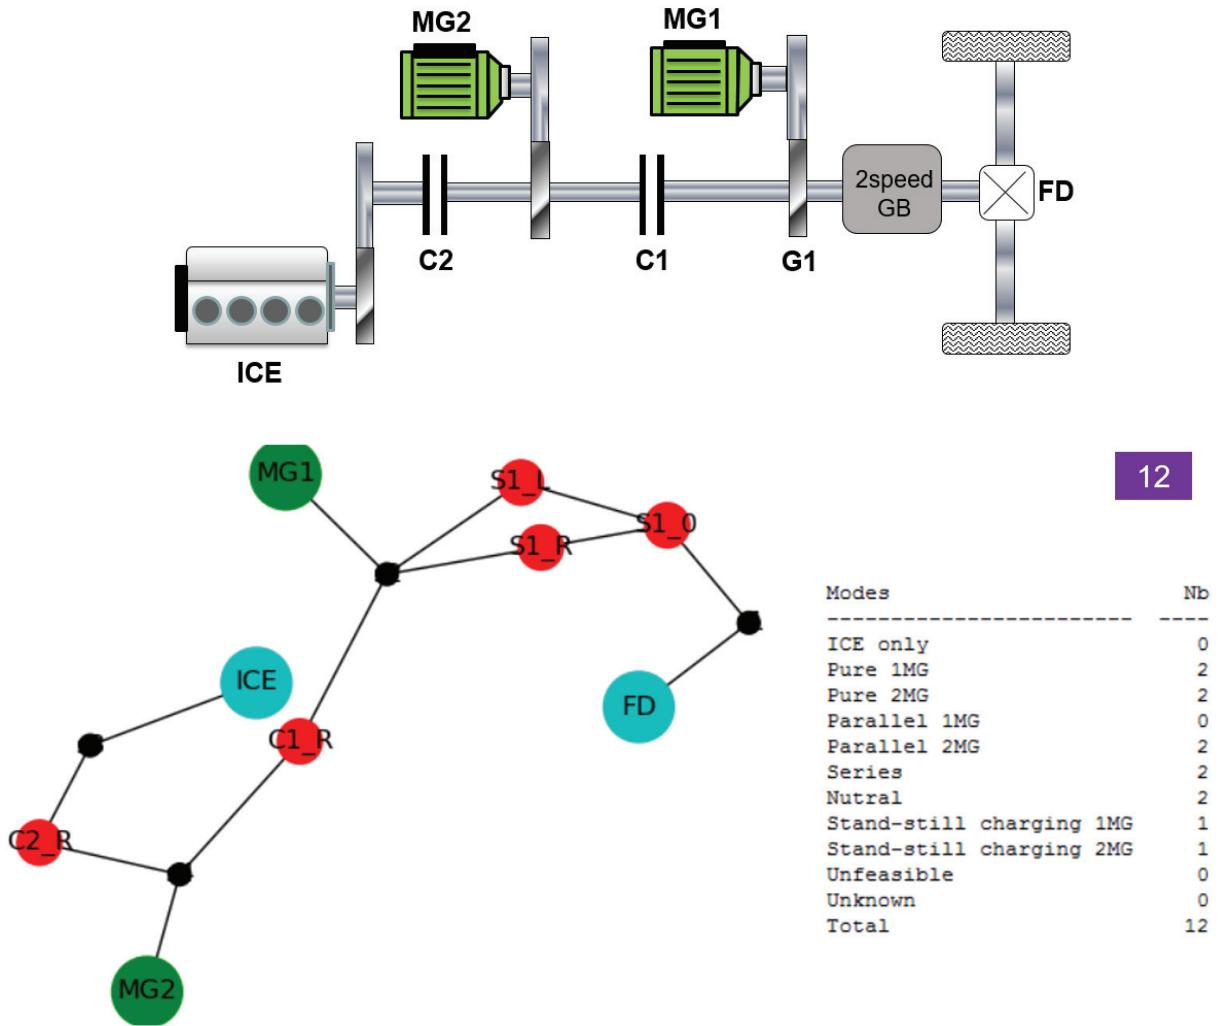 MG2
MG1
2speed
GB
FD
C2
C1
G1
ICE
MG1
S1_L
12
S1_0
S1_R
ICE
FD
C1_R
C2_R
MG2
Modes Nb
------------------------ ----
ICE only 0
Pure 1MG 2
Pure 2MG 2
Parallel 1MG 0
Parallel 2MG 2
Series 2
Nutral 2
Stand-still charging 1MG 1
Stand-still charging 2MG 1
Unfeasible 0
Unknown 0
Total 12